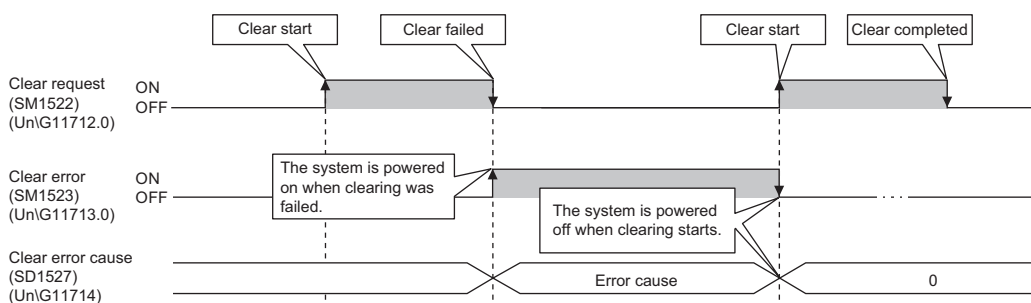 Clear start
Clear failed
Clear start
Clear completed
Clear request
(SM1522)
(Un\G11712.0)
ON
OFF
Clear error
(SM1523)
(Un\G11713.0)
ON
OFF
The system is powered
on when clearing was
failed.
The system is powered
off when clearing starts.
Clear error cause
(SD1527)
(Un\G11714)
Error cause
0